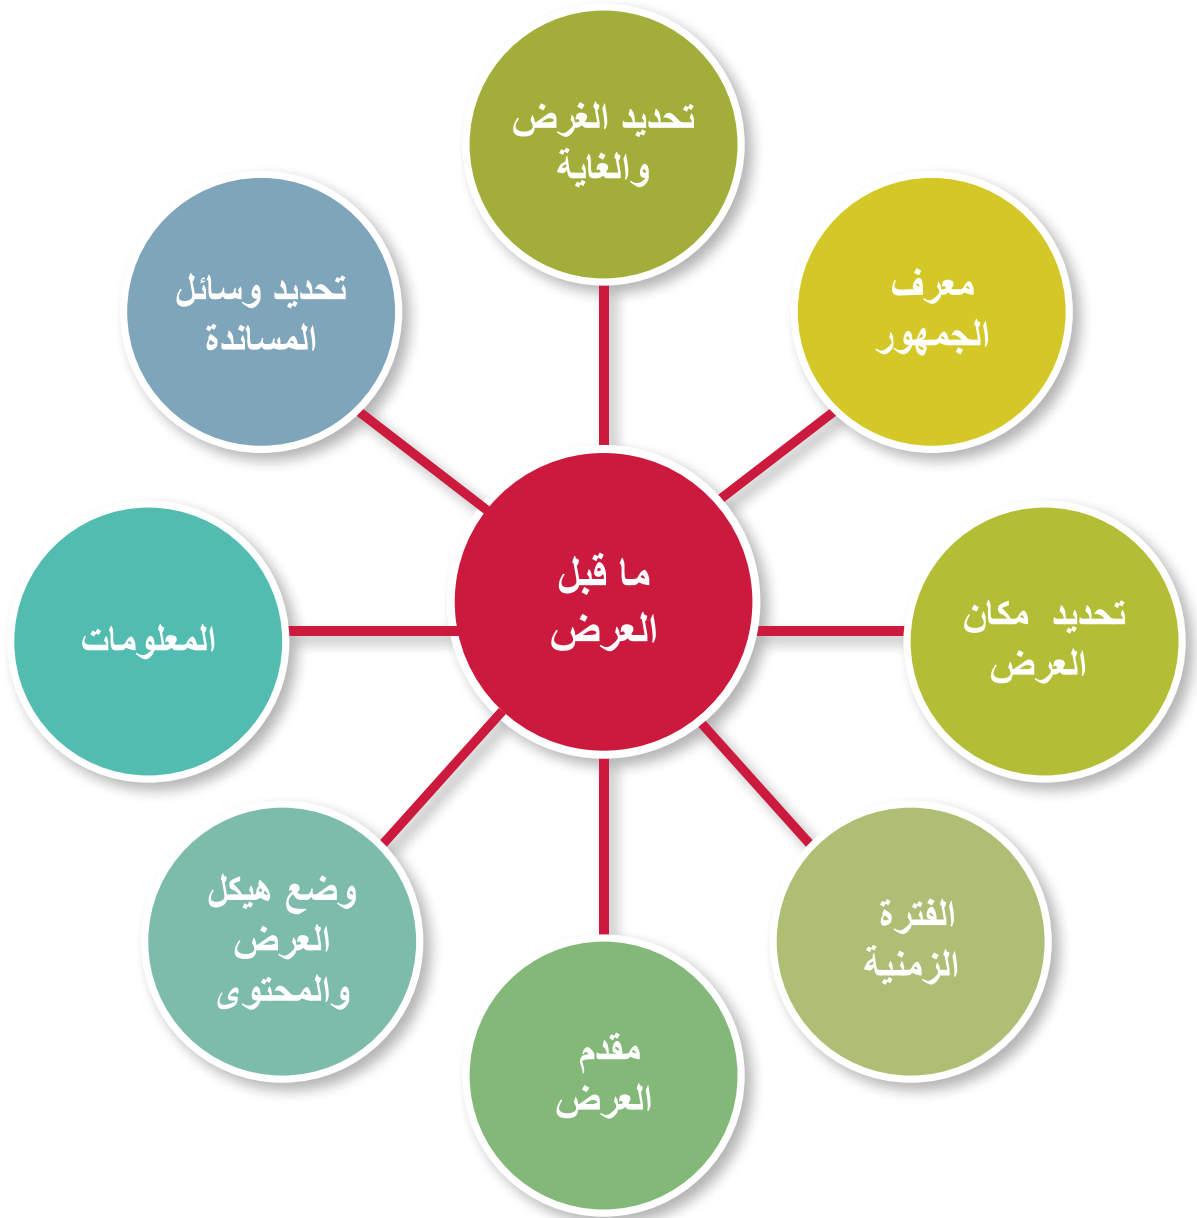 تحديد الغرض
والغاية
معرف
الجمهور
تحديد مكان
العرض
الفترة
الزمنية
مقدم
العرض
وضع هيكل
العرض
والمحتوى
المعلومات
تحديد وسائل
المساندة
ما قبل
العرض